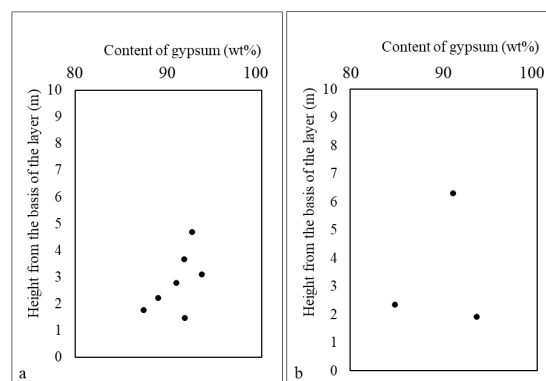 Content of gypsum (wt%)
80 90 100
Height from the basis of the layer (m)
10
9
8
7
6
5
4
3
2
1
0
a
Content of gypsum (wt%)
80 90 100
Height from the basis of the layer (m)
10
9
8
7
6
5
4
3
2
1
0
b